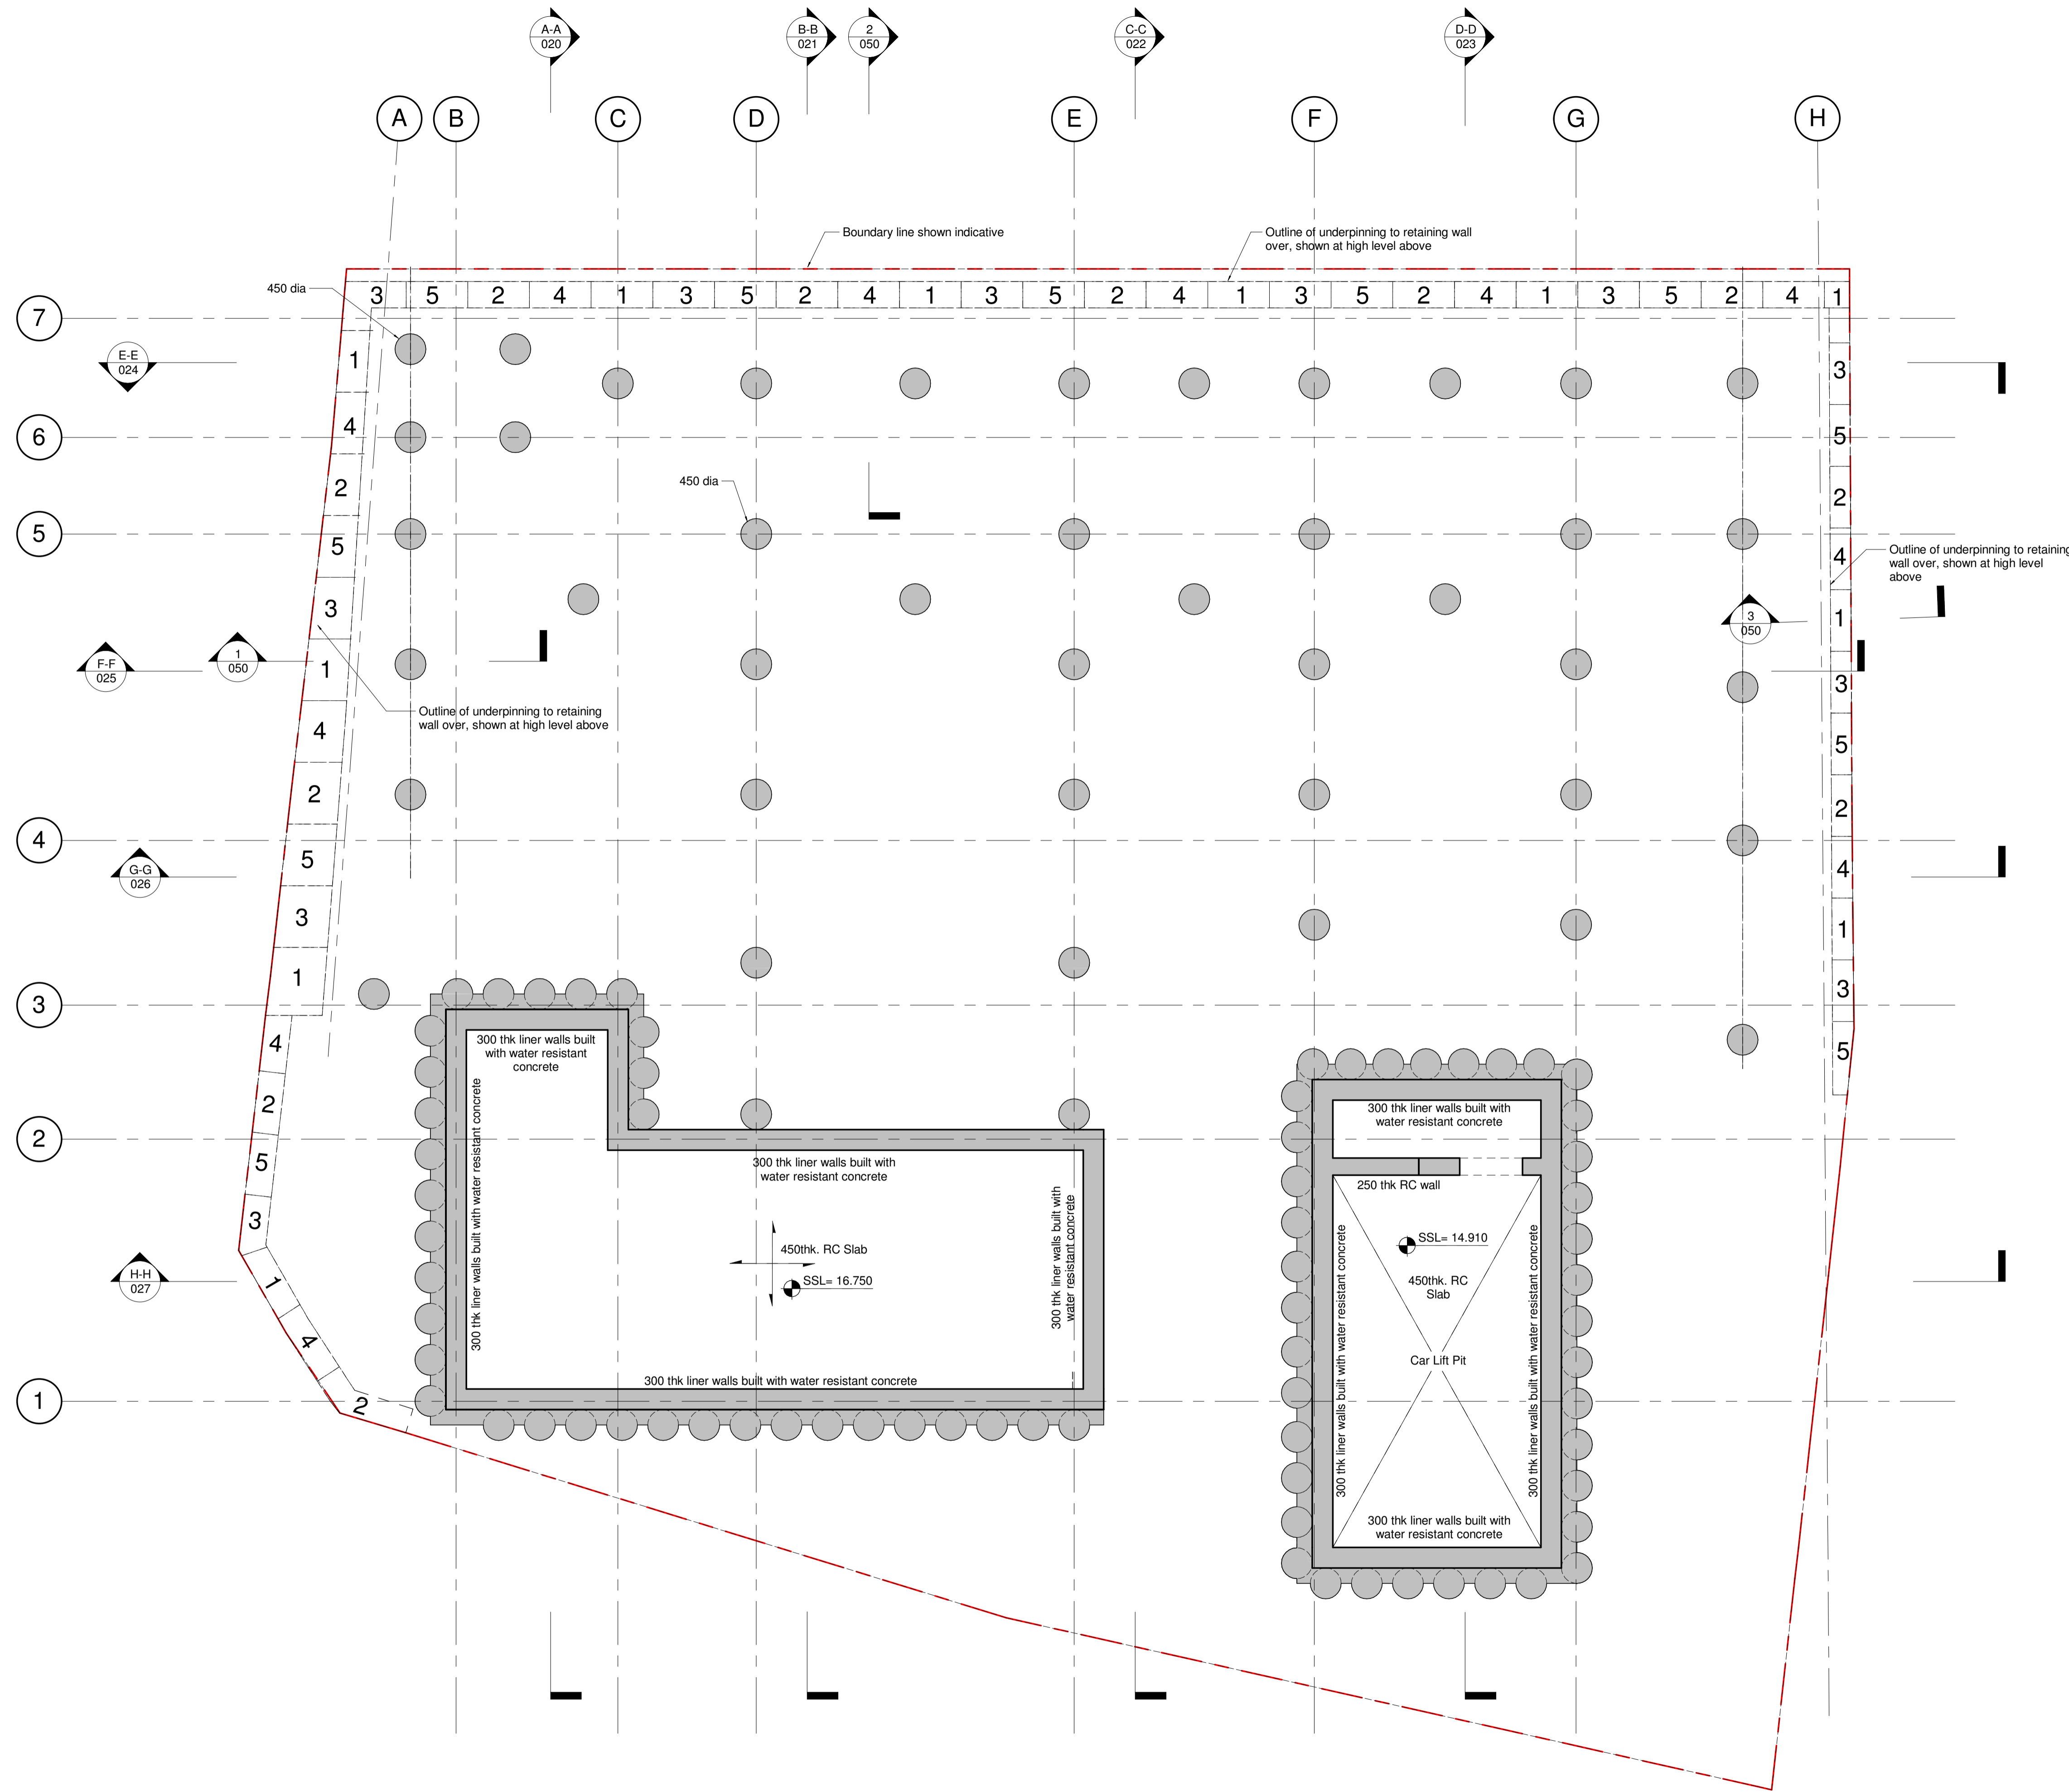 A-A
020
B-B
021
2
050
C-C
022
D-D
023
A
B
C
D
E
F
G
H
Boundary line shown indicative
Outline of underpinning to retaining wall
over, shown at high level above
450 dia
3 5 2 4 1 3 5 2 4 1 3 5 2 4 1 3 5 2 4 1 3 5 2 4 1
7
E-E
024
1
3
6
4
5
450 dia
2
2
5
5
4
Outline of underpinning to retaining
wall over, shown at high level
above
3
1
3
050
F-F
025
1
050
1
3
Outline of underpinning to retaining
wall over, shown at high level above
4
5
2
2
4
5
4
G-G
026
3
1
1
3
3
4
5
300 thk liner walls built
with water resistant
concrete
300 thk liner walls built with water resistant concrete
2
2
5
3
300 thk liner walls built with
water resistant concrete
300 thk liner walls built with
water resistant concrete
450thk. RC Slab
SSL= 16.750
300 thk liner walls built with water resistant concrete
300 thk liner walls built with
water resistant concrete
250 thk RC wall
SSL= 14.910
450thk. RC
Slab
300 thk liner walls built with water resistant concrete
300 thk liner walls built with water resistant concrete
Car Lift Pit
300 thk liner walls built with
water resistant concrete
H-H
027
1
4
2
1